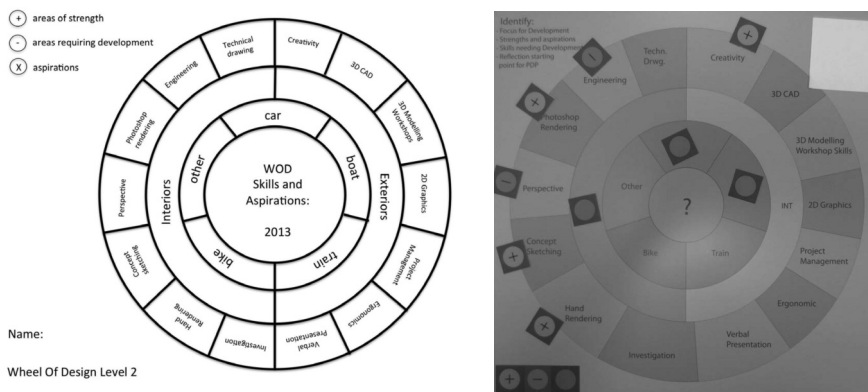 + areas of strength
- areas requiring development
X aspirations
Technical
drawing
Creativity
3D CAD
3D Modelling
Workshops
2D Graphics
Project
Management
Ergonomics
Verbal
Presentation
Investigation
Hand
Rendering
Concept
sketching
Perspective
Photoshop
rendering
Engineering
Interiors
Exteriors
car
boat
train
bike
other
WOD
Skills and
Aspirations:
2013
Name:
Wheel Of Design Level 2
Identify:
- Focus for Development
- Strengths and aspirations
- Skills needing Development
- Reflection starting
point for PDP
Techn.
Drwg.
Creativity
3D CAD
3D Modelling
Workshop Skills
2D Graphics
Project
Management
Ergonomic
Verbal
Presentation
Investigation
Hand
Rendering
Concept
Sketching
Perspective
Photoshop
Rendering
Engineering
INT
Other
Bike
Train
?
+
-
+
-
+
+
+ -